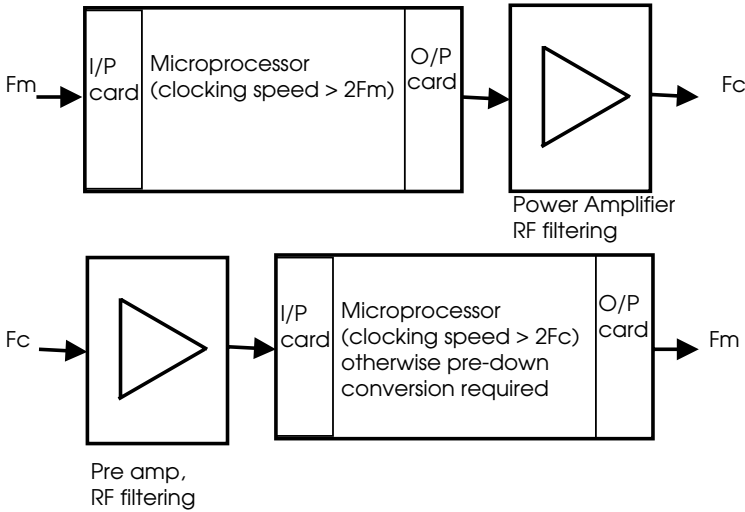 Fm
I/P
card
Microprocessor
(clocking speed > 2Fm)
O/P
card
Fc
Power Amplifier
RF filtering
Fc
I/P
card
Microprocessor
(clocking speed > 2Fc)
otherwise pre-down
conversion required
O/P
card
Fm
Pre amp,
RF filtering